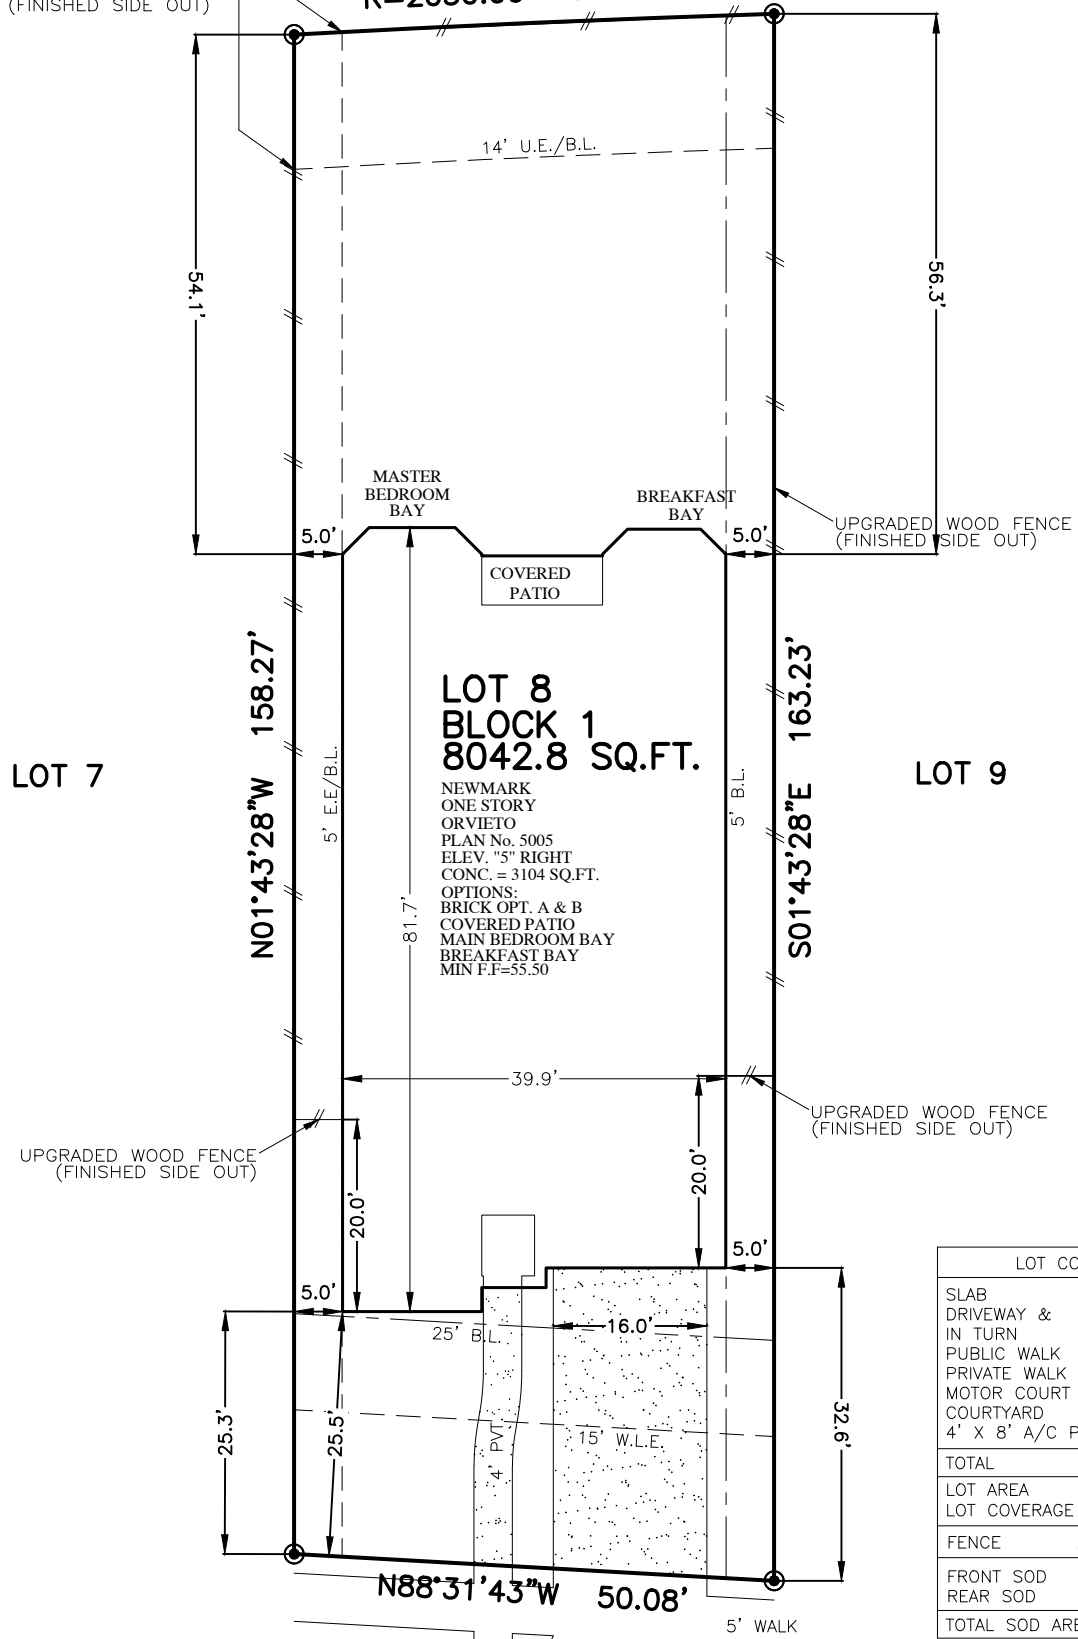 (FINISHED SIDE OUT)
14' U.E./B.L.
54.1'
56.3'
MASTER
BEDROOM
BAY
BREAKFAST
BAY
UPGRADED WOOD FENCE
(FINISHED SIDE OUT)
5.0'
5.0'
COVERED
PATIO
N01°43'28"W 158.27'
S01°43'28"E 163.23'
LOT 8
BLOCK 1
8042.8 SQ.FT.
LOT 7
LOT 9
5' E.E/B.L.
5' B.L.
NEWMARK
ONE STORY
ORVIETO
PLAN No. 5005
ELEV. "5" RIGHT
CONC. = 3104 SQ.FT.
OPTIONS:
BRICK OPT. A & B
COVERED PATIO
MAIN BEDROOM BAY
BREAKFAST BAY
MIN F.F=55.50
81.7'
39.9'
UPGRADED WOOD FENCE
(FINISHED SIDE OUT)
UPGRADED WOOD FENCE
(FINISHED SIDE OUT)
20.0'
20.0'
5.0'
5.0'
25' B.L.
16.0'
25.3'
25.5'
4' PVT.
15' W.L.E.
32.6'
N88°31'43"W 50.08'
5' WALK
LOT CO
SLAB
DRIVEWAY &
IN TURN
PUBLIC WALK
PRIVATE WALK
MOTOR COURT
COURTYARD
4' X 8' A/C P
TOTAL
LOT AREA
LOT COVERAGE
FENCE
FRONT SOD
REAR SOD
TOTAL SOD ARE